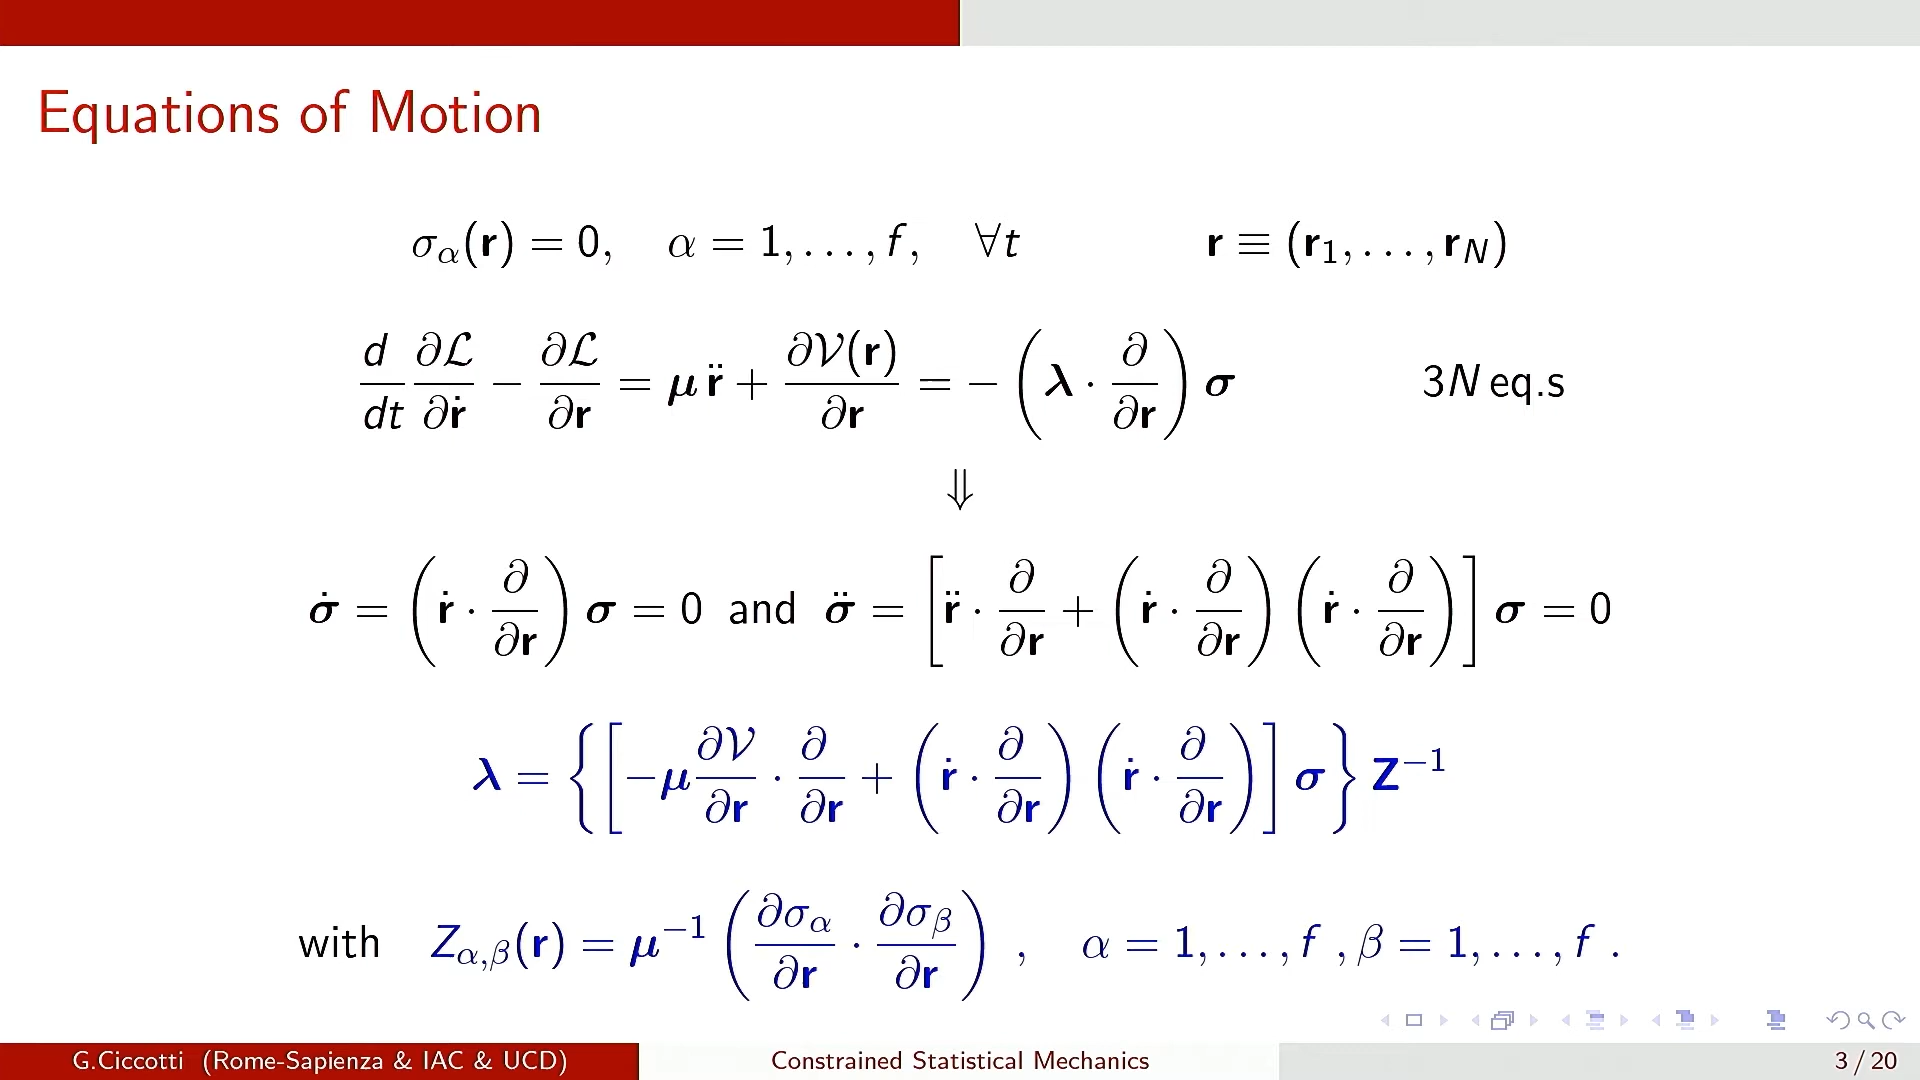 Equations of Motion
σ_α(𝐫) = 0, α = 1, . . . , f, ∀t 𝐫 ≡ (𝐫₁, . . . , 𝐫_N)
d/dt ∂ℒ/∂𝐫̇ − ∂ℒ/∂𝐫 = 𝝁 𝐫̈ + ∂𝒱(𝐫)/∂𝐫 = − (𝝀 · ∂/∂𝐫) 𝝈 3N eq.s
⇓
𝝈̇ = (𝐫̇ · ∂/∂𝐫) 𝝈 = 0 and 𝝈̈ = [𝐫̈ · ∂/∂𝐫 + (𝐫̇ · ∂/∂𝐫) (𝐫̇ · ∂/∂𝐫)] 𝝈 = 0
𝝀 = {[−𝝁 ∂𝒱/∂𝐫 · ∂/∂𝐫 + (𝐫̇ · ∂/∂𝐫) (𝐫̇ · ∂/∂𝐫)] 𝝈} 𝐙⁻¹
with Z_{α,β}(𝐫) = 𝝁⁻¹ (∂σ_α/∂𝐫 · ∂σ_β/∂𝐫) , α = 1, . . . , f , β = 1, . . . , f .
G.Ciccotti (Rome-Sapienza & IAC & UCD) Constrained Statistical Mechanics 3 / 20